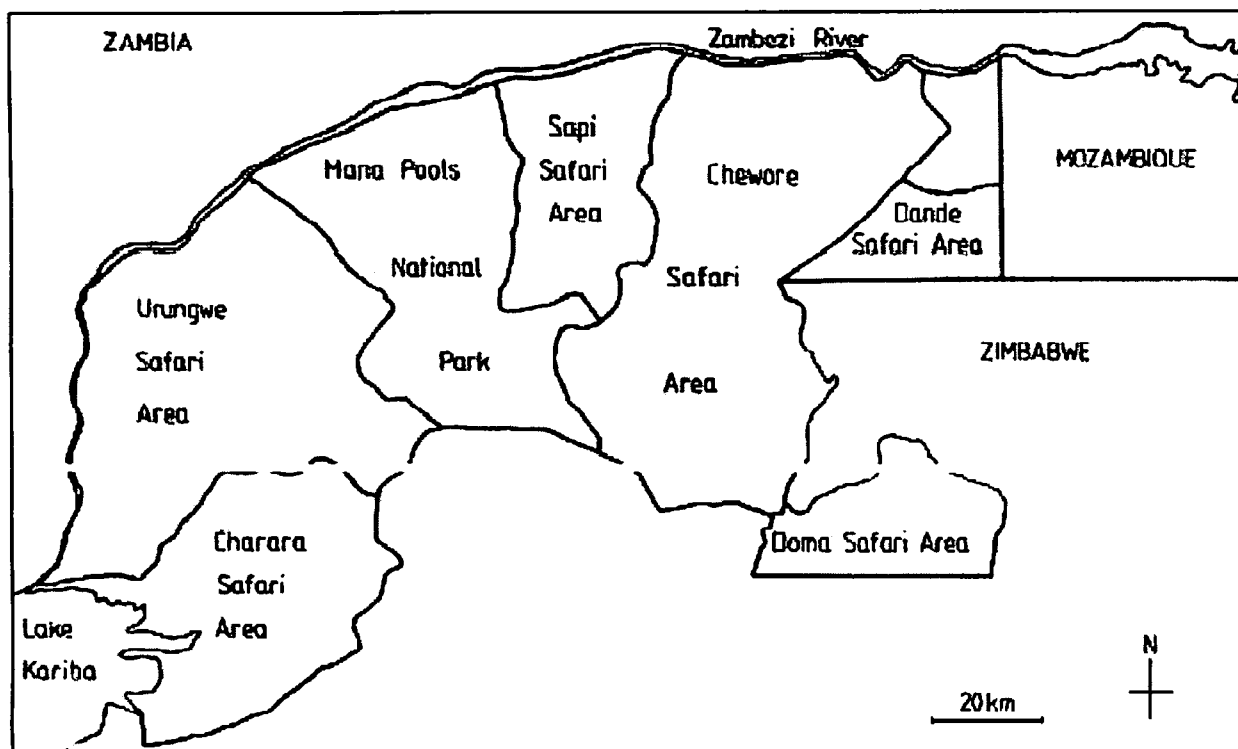 ZAMBIA
Zambezi River
Sapi
Safari
Area
Mana Pools
National
Park
Chewore
Safari
Area
MOZAMBIQUE
Dande
Safari Area
Urungwe
Safari
Area
ZIMBABWE
Charara
Safari
Area
Doma Safari Area
Lake
Kariba
N
20km